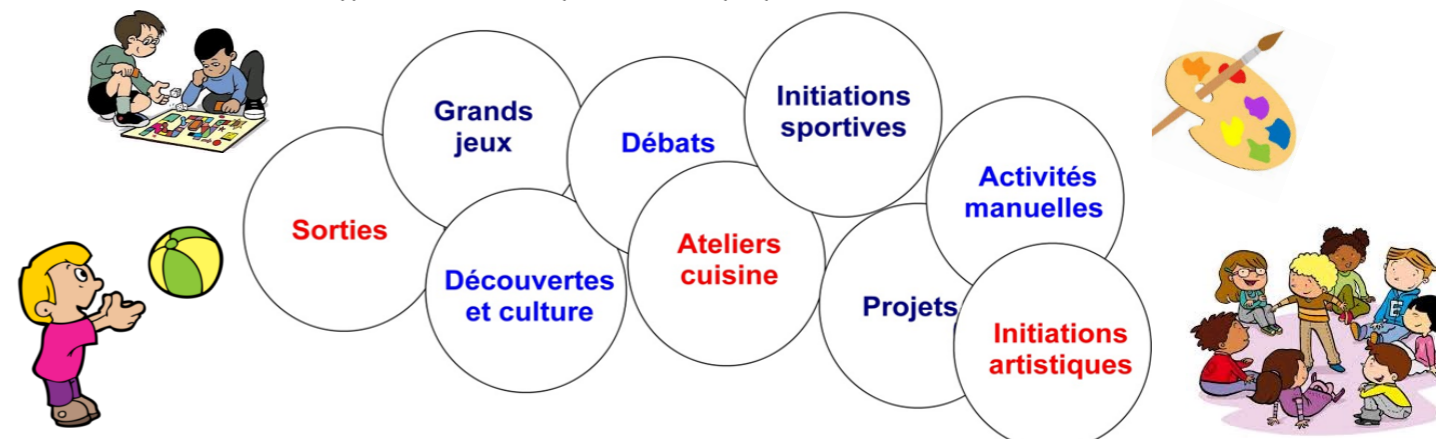 Grands
jeux
Débats
Initiations
sportives
Activités
manuelles
Sorties
Découvertes
et culture
Ateliers
cuisine
Projets
Initiations
artistiques
E